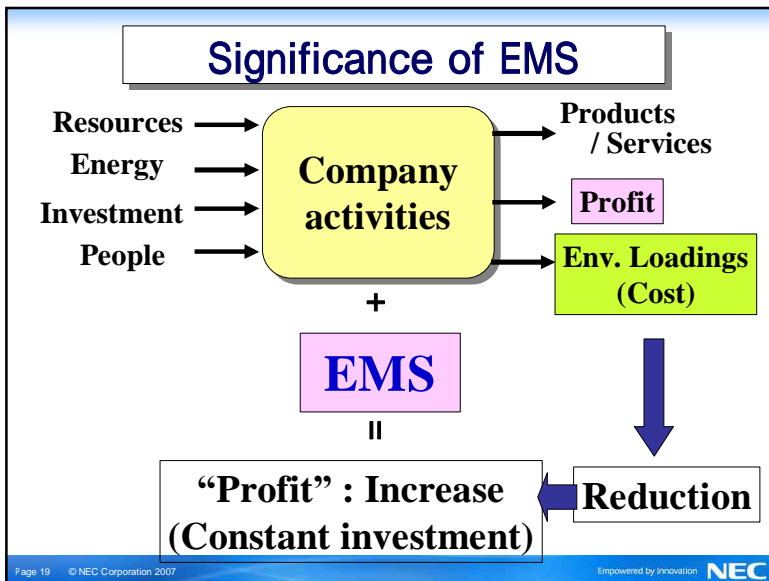 Significance of EMS
Resources
Energy
Investment
People
Company
activities
Products
/ Services
Profit
Env. Loadings
(Cost)
+
EMS
=
“Profit” : Increase
(Constant investment)
Reduction
Page 19 © NEC Corporation 2007
Empowered by Innovation NEC